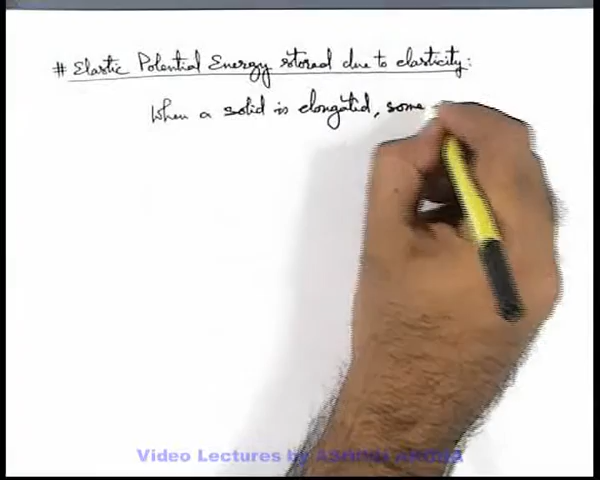 # Elastic Potential Energy stored due to elasticity:
When a solid is elongated, some
Video Lectures by